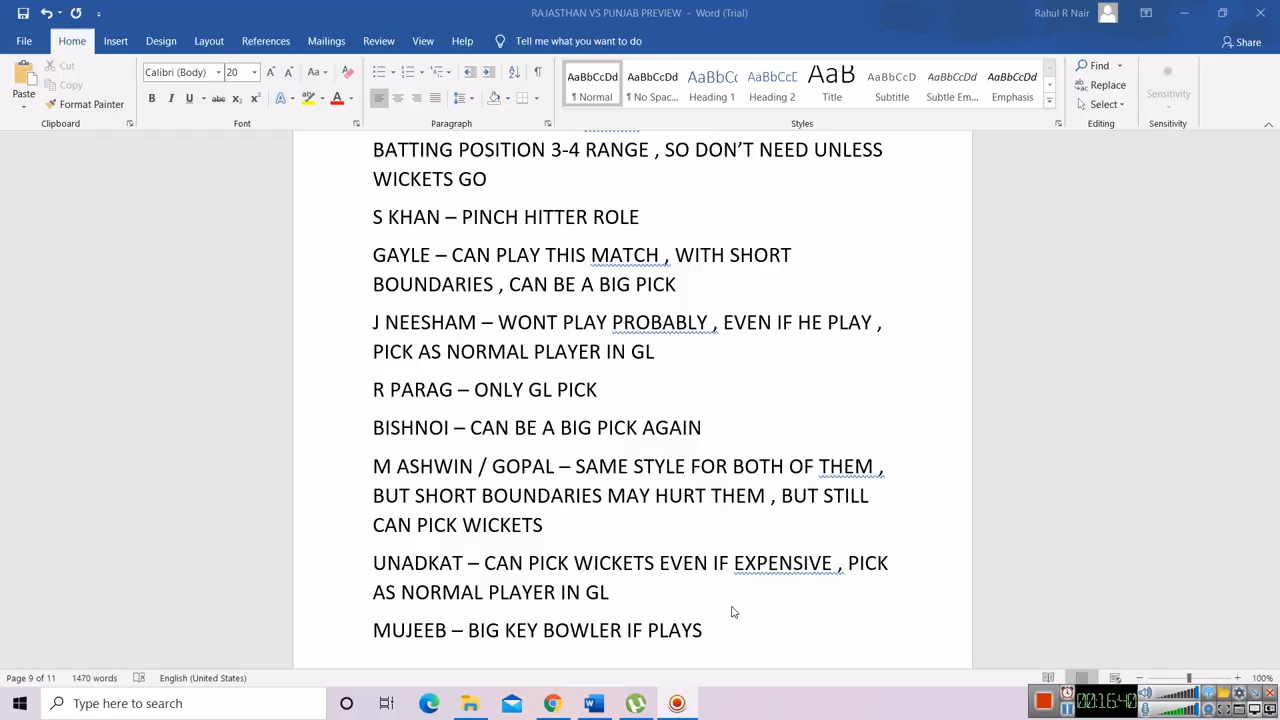 RAJASTHAN VS PUNJAB PREVIEW - Word (Trial)
Rahul R Nair
File Home Insert Design Layout References Mailings Review View Help Tell me what you want to do Share
Paste
Cut
Copy
Format Painter
Clipboard
Calibri (Body) 20
Aa
B I U abc X₂ X²
A A
Font
Paragraph
AaBbCcDd AaBbCcDd AaBbCc AaBbCcC AaB AaBbCcD AaBbCcDd AaBbCcDd
¶ Normal ¶ No Spac... Heading 1 Heading 2 Title Subtitle Subtle Em... Emphasis
Styles
Find
Replace
Select
Editing
Sensitivity
Sensitivity
BATTING POSITION 3-4 RANGE , SO DON’T NEED UNLESS
WICKETS GO
S KHAN – PINCH HITTER ROLE
GAYLE – CAN PLAY THIS MATCH , WITH SHORT
BOUNDARIES , CAN BE A BIG PICK
J NEESHAM – WONT PLAY PROBABLY , EVEN IF HE PLAY ,
PICK AS NORMAL PLAYER IN GL
R PARAG – ONLY GL PICK
BISHNOI – CAN BE A BIG PICK AGAIN
M ASHWIN / GOPAL – SAME STYLE FOR BOTH OF THEM ,
BUT SHORT BOUNDARIES MAY HURT THEM , BUT STILL
CAN PICK WICKETS
UNADKAT – CAN PICK WICKETS EVEN IF EXPENSIVE , PICK
AS NORMAL PLAYER IN GL
MUJEEB – BIG KEY BOWLER IF PLAYS
Page 9 of 11 1470 words English (United States) 100%
Type here to search
00:16:40